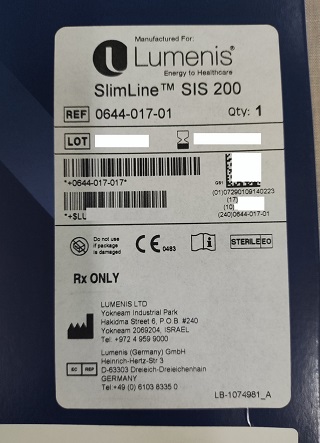 Manufactured For:
Lumenis®
Energy to Healthcare
SlimLine™ SIS 200
REF 0644-017-01 Qty: 1
LOT
*+0644-017-017*
*+SLL
GS1
(01)07290109140223
(17)
(10)
(240)0644-017-01
Do not use
if package
is damaged
CE 0483
STERILE EO
Rx ONLY
LUMENIS LTD
Yokneam Industrial Park
Hakidma Street 6, P.O. BOX #240
Yokneam 2069204, ISRAEL
Tel: +972 4 959 9000
Lumenis (Germany) GmbH
Heinrich-Hertz-Str 3
EC REP
D-63303 Dreieich-Dreieichenhain
GERMANY
Tel:+49 (0) 6103 8335 0
LB-1074981_A